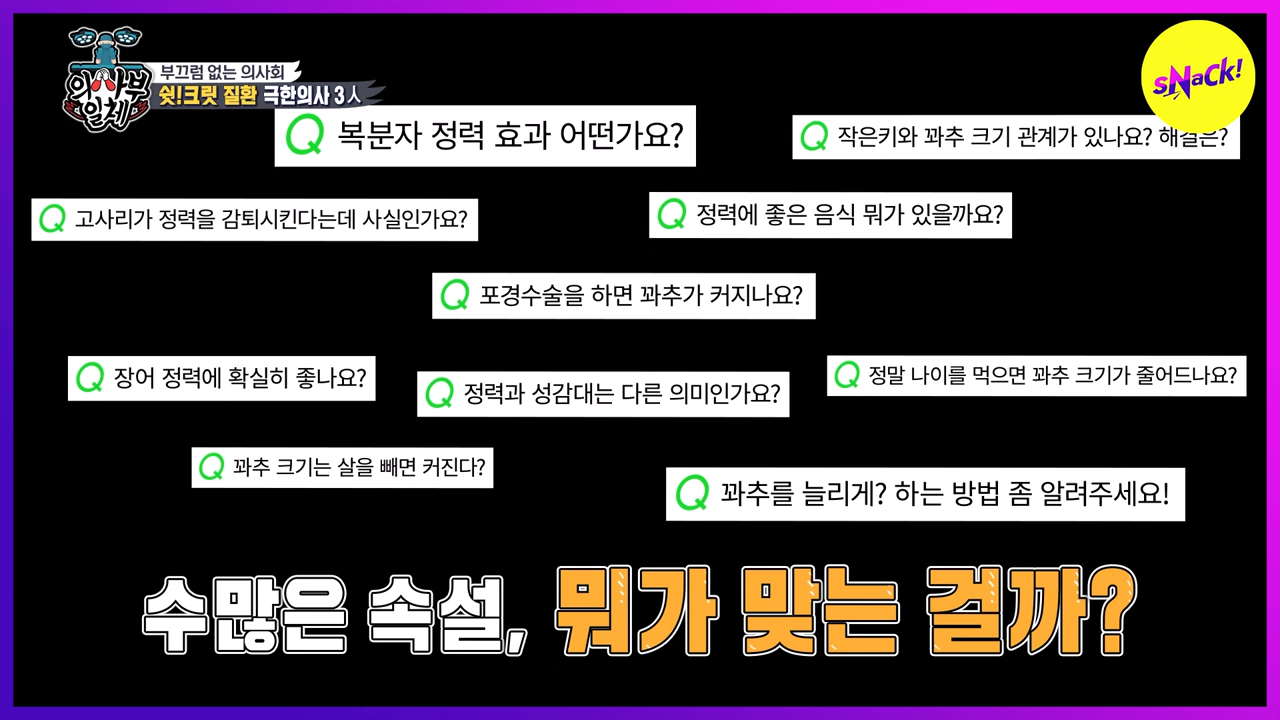 의사부
일체
부끄럼 없는 의사회
쉿!크릿 질환 극한의사 3人
sNacK!
Q 복분자 정력 효과 어떤가요?
Q 작은키와 꽈추 크기 관계가 있나요? 해결은?
Q 고사리가 정력을 감퇴시킨다는데 사실인가요?
Q 정력에 좋은 음식 뭐가 있을까요?
Q 포경수술을 하면 꽈추가 커지나요?
Q 장어 정력에 확실히 좋나요?
Q 정력과 성감대는 다른 의미인가요?
Q 정말 나이를 먹으면 꽈추 크기가 줄어드나요?
Q 꽈추 크기는 살을 빼면 커진다?
Q 꽈추를 늘리게? 하는 방법 좀 알려주세요!
수많은 속설, 뭐가 맞는 걸까?